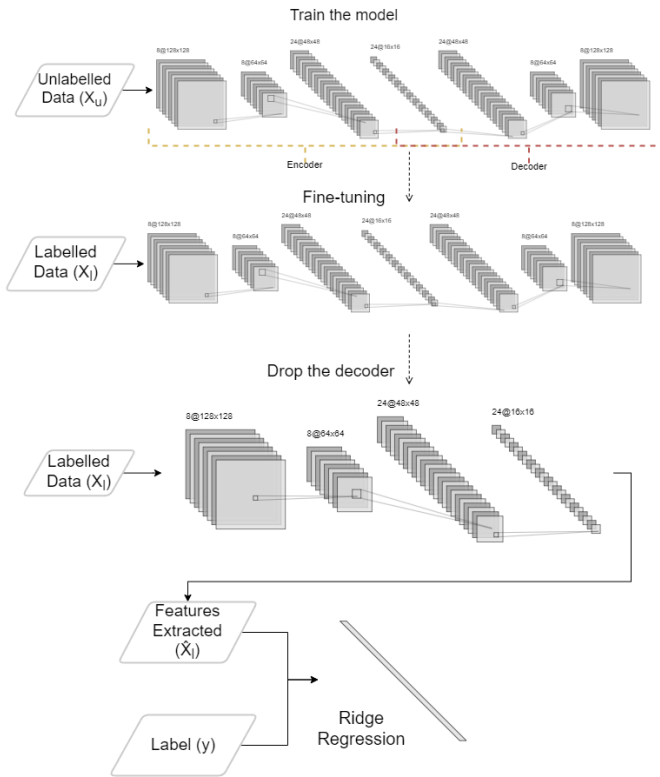 Train the model
8@128x128
8@64x64
24@48x48
24@16x16
24@48x48
8@64x64
8@128x128
Unlabelled
Data (Xu)
Encoder
Decoder
Fine-tuning
8@128x128
8@64x64
24@48x48
24@16x16
24@48x48
8@64x64
8@128x128
Labelled
Data (Xl)
Drop the decoder
8@128x128
8@64x64
24@48x48
24@16x16
Labelled
Data (Xl)
Features
Extracted
(X̂l)
Label (y)
Ridge
Regression